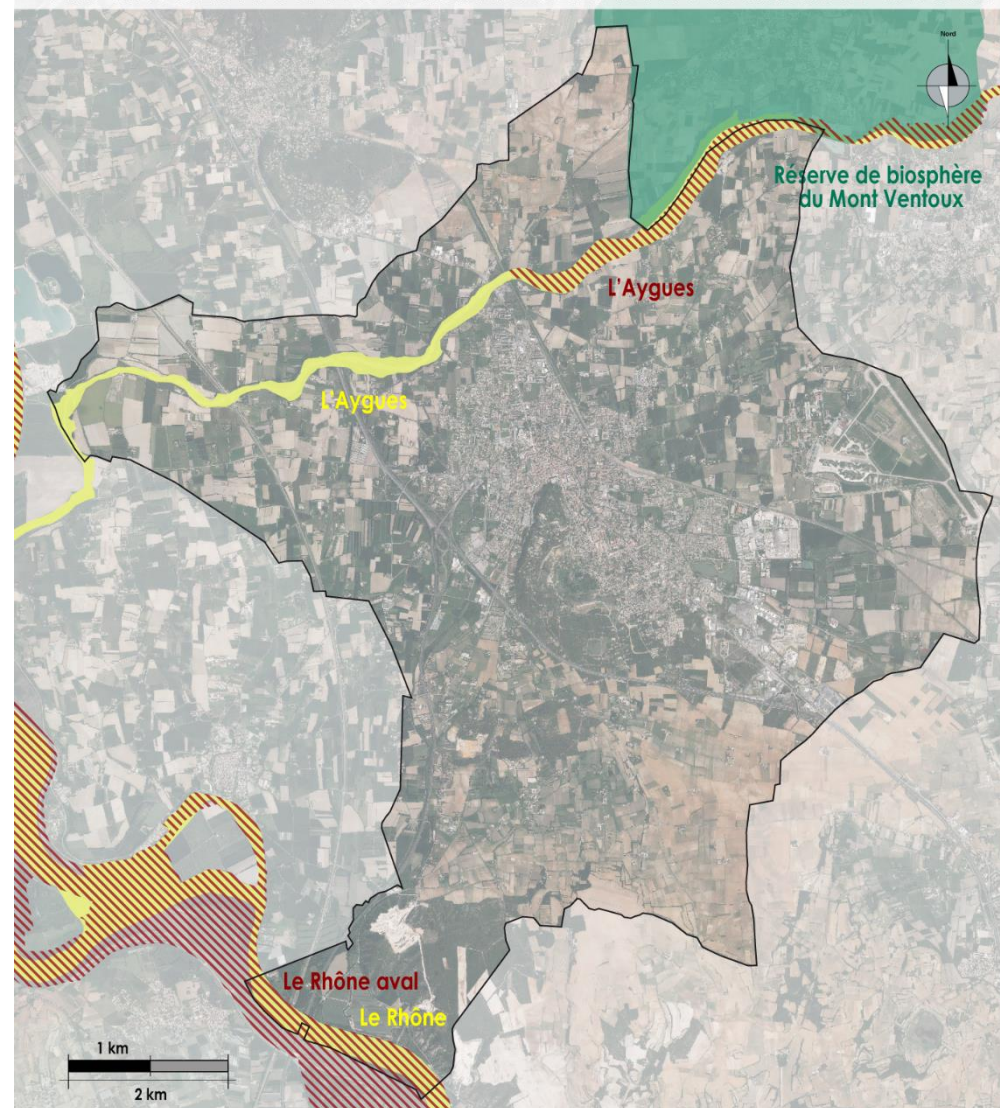 Nord
Réserve de biosphère
du Mont Ventoux
L'Aygues
L'Aygues
Le Rhône aval
Le Rhône
1 km
2 km